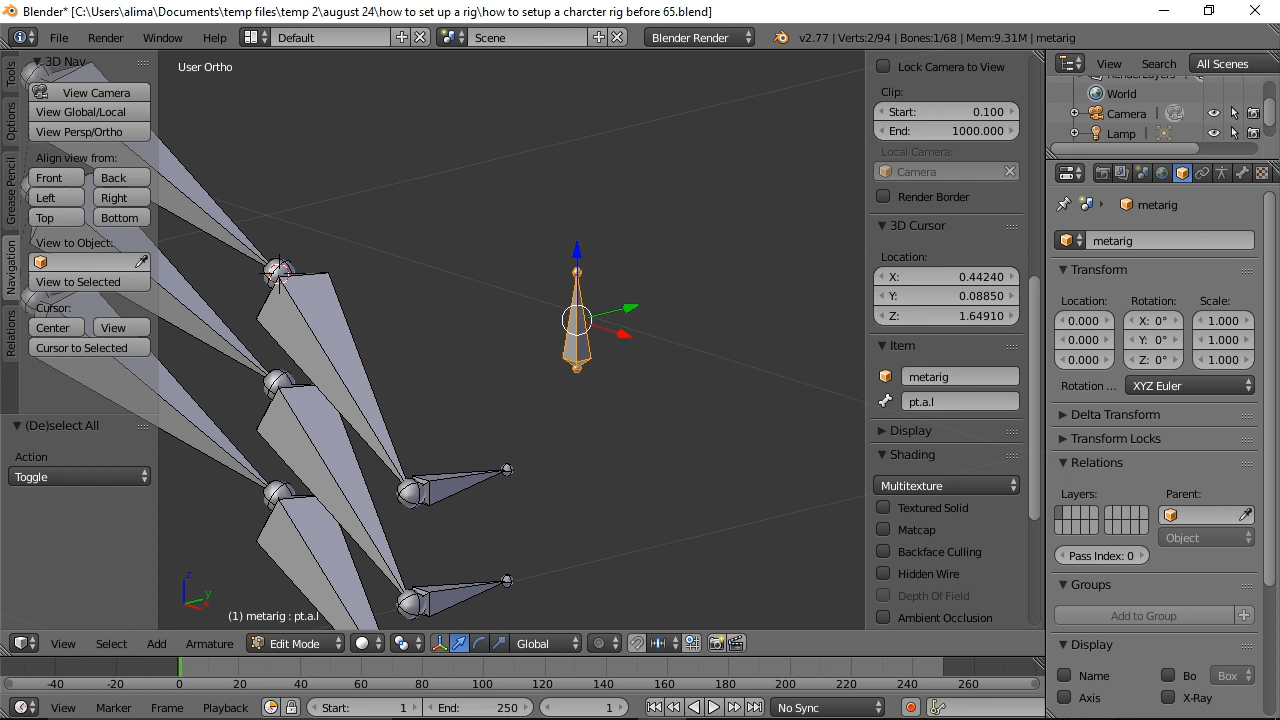 Blender* [C:\Users\alima\Documents\temp files\temp 2\august 24\how to set up a rig\how to setup a charcter rig before 65.blend]
File Render Window Help Default Scene Blender Render v2.77 | Verts:2/94 | Bones:1/68 | Mem:9.31M | metarig
Tools
Options
Grease Pencil
Navigation
Relations
3D Nav
View Camera
View Global/Local
View Persp/Ortho
Align view from:
Front Back
Left Right
Top Bottom
View to Object:
View to Selected
Cursor:
Center View
Cursor to Selected
(De)select All
Action
Toggle
User Ortho
z
y
x
(1) metarig : pt.a.l
Lock Camera to View
Clip:
Start: 0.100
End: 1000.000
Local Camera:
Camera
Render Border
3D Cursor
Location:
X: 0.44240
Y: 0.08850
Z: 1.64910
Item
metarig
pt.a.l
Display
Shading
Multitexture
Textured Solid
Matcap
Backface Culling
Hidden Wire
Depth Of Field
Ambient Occlusion
View Search All Scenes
RenderLayers
World
Camera
Lamp
metarig
metarig
Transform
Location: Rotation: Scale:
0.000 X: 0° 1.000
0.000 Y: 0° 1.000
0.000 Z: 0° 1.000
Rotation ... XYZ Euler
Delta Transform
Transform Locks
Relations
Layers: Parent:
Object
Pass Index: 0
Groups
Add to Group
Display
Name Bo Box
Axis X-Ray
View Select Add Armature Edit Mode Global
-40 -20 0 20 40 60 80 100 120 140 160 180 200 220 240 260
View Marker Frame Playback Start: 1 End: 250 1 No Sync